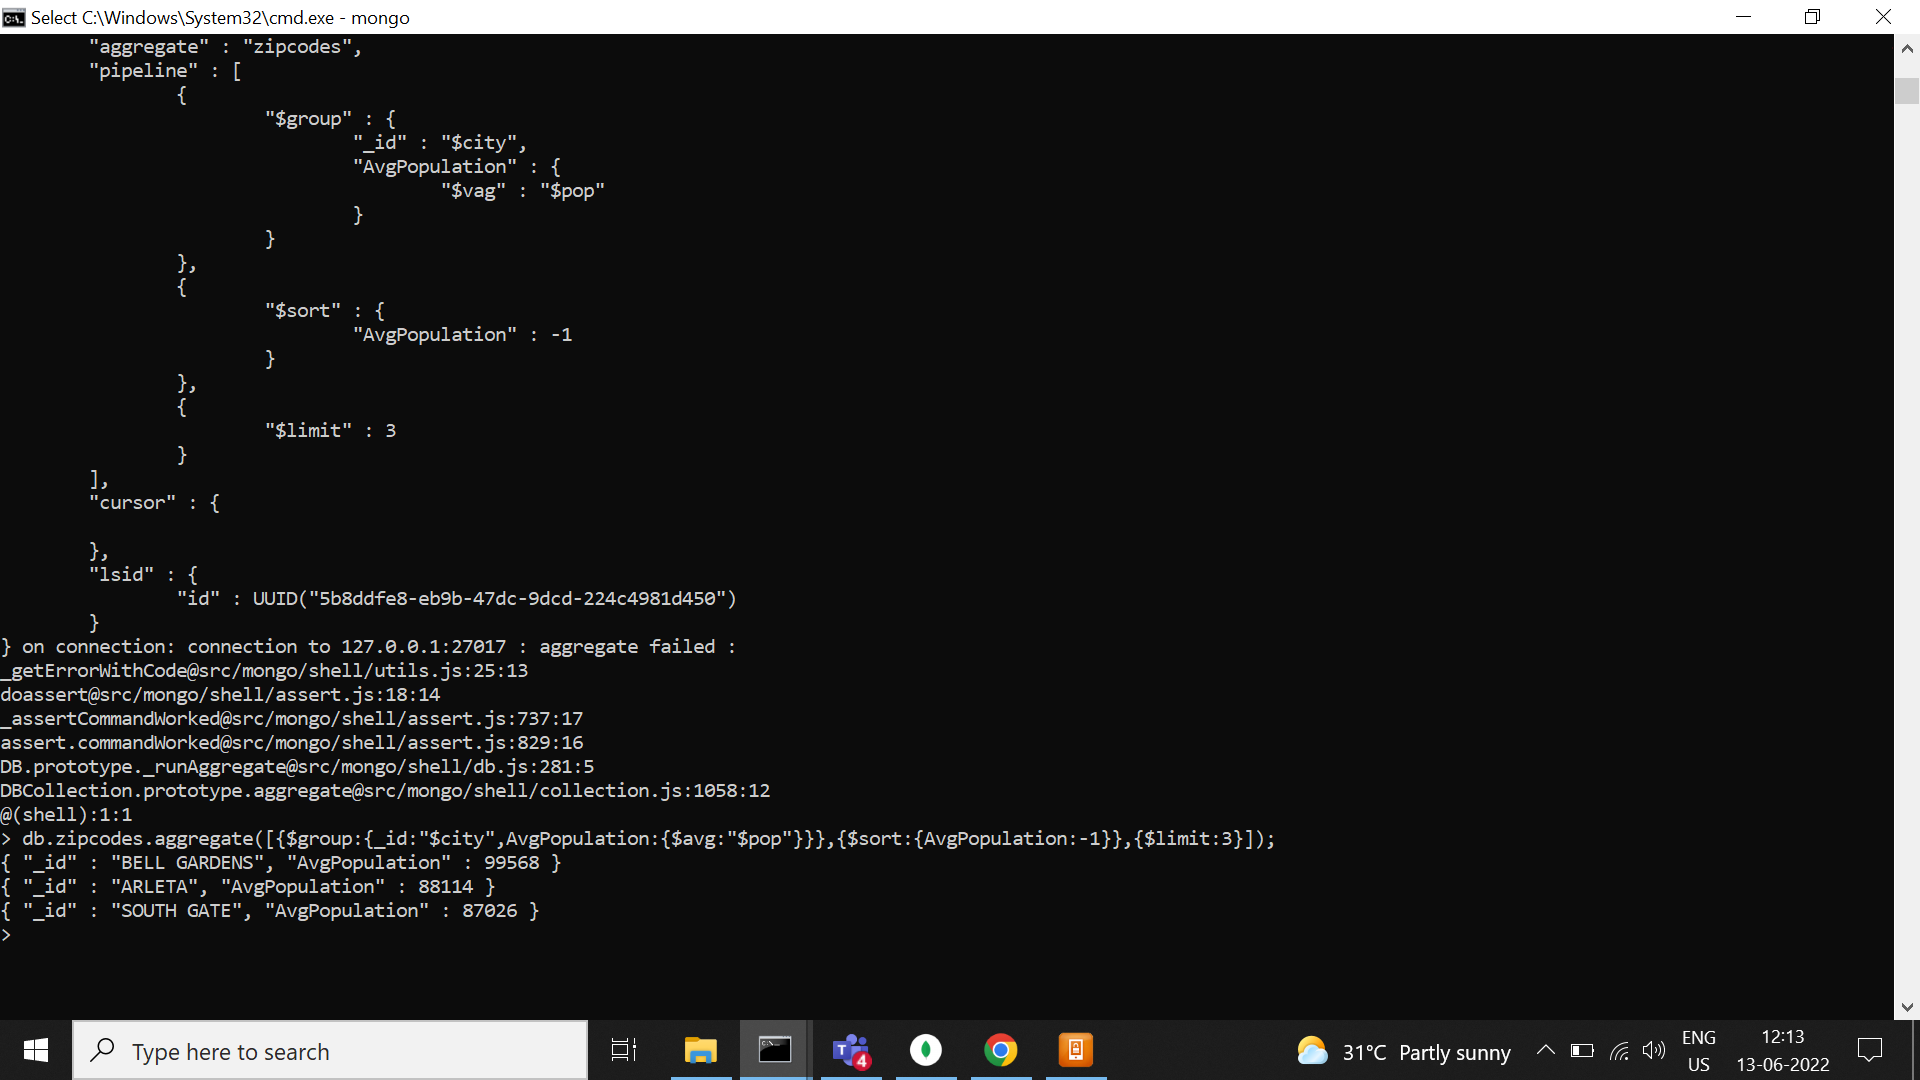 Select C:\Windows\System32\cmd.exe - mongo
"aggregate" : "zipcodes",
"pipeline" : [
{
"$group" : {
"_id" : "$city",
"AvgPopulation" : {
"$vag" : "$pop"
}
}
},
{
"$sort" : {
"AvgPopulation" : -1
}
},
{
"$limit" : 3
}
],
"cursor" : {
},
"lsid" : {
"id" : UUID("5b8ddfe8-eb9b-47dc-9dcd-224c4981d450")
}
} on connection: connection to 127.0.0.1:27017 : aggregate failed :
_getErrorWithCode@src/mongo/shell/utils.js:25:13
doassert@src/mongo/shell/assert.js:18:14
_assertCommandWorked@src/mongo/shell/assert.js:737:17
assert.commandWorked@src/mongo/shell/assert.js:829:16
DB.prototype._runAggregate@src/mongo/shell/db.js:281:5
DBCollection.prototype.aggregate@src/mongo/shell/collection.js:1058:12
@(shell):1:1
> db.zipcodes.aggregate([{$group:{_id:"$city",AvgPopulation:{$avg:"$pop"}}},{$sort:{AvgPopulation:-1}},{$limit:3}]);
{ "_id" : "BELL GARDENS", "AvgPopulation" : 99568 }
{ "_id" : "ARLETA", "AvgPopulation" : 88114 }
{ "_id" : "SOUTH GATE", "AvgPopulation" : 87026 }
>
Type here to search
T
4
31°C Partly sunny
ENG
US
12:13
13-06-2022